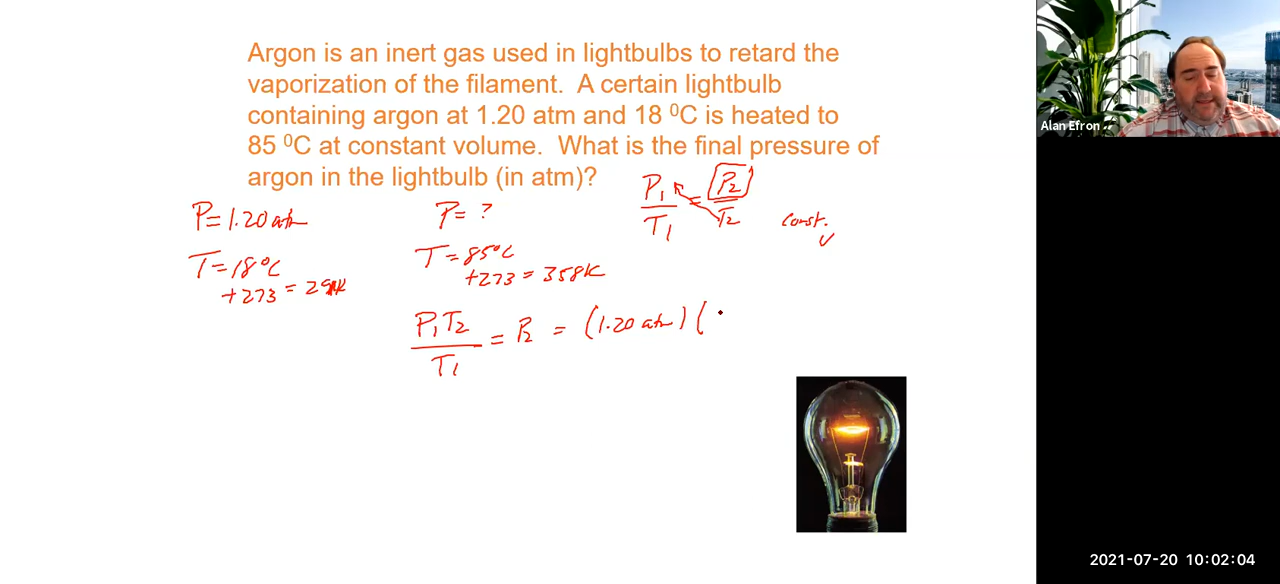 Argon is an inert gas used in lightbulbs to retard the
vaporization of the filament. A certain lightbulb
containing argon at 1.20 atm and 18 ⁰C is heated to
85 ⁰C at constant volume. What is the final pressure of
argon in the lightbulb (in atm)?
P₁/T₁ = P₂/T₂
const. V
P = 1.20 atm
T = 18°C
+273 = 291K
P = ?
T = 85°C
+273 = 358K
P₁T₂/T₁ = P₂ = (1.20 atm) (
Alan Efron
2021-07-20 10:02:04